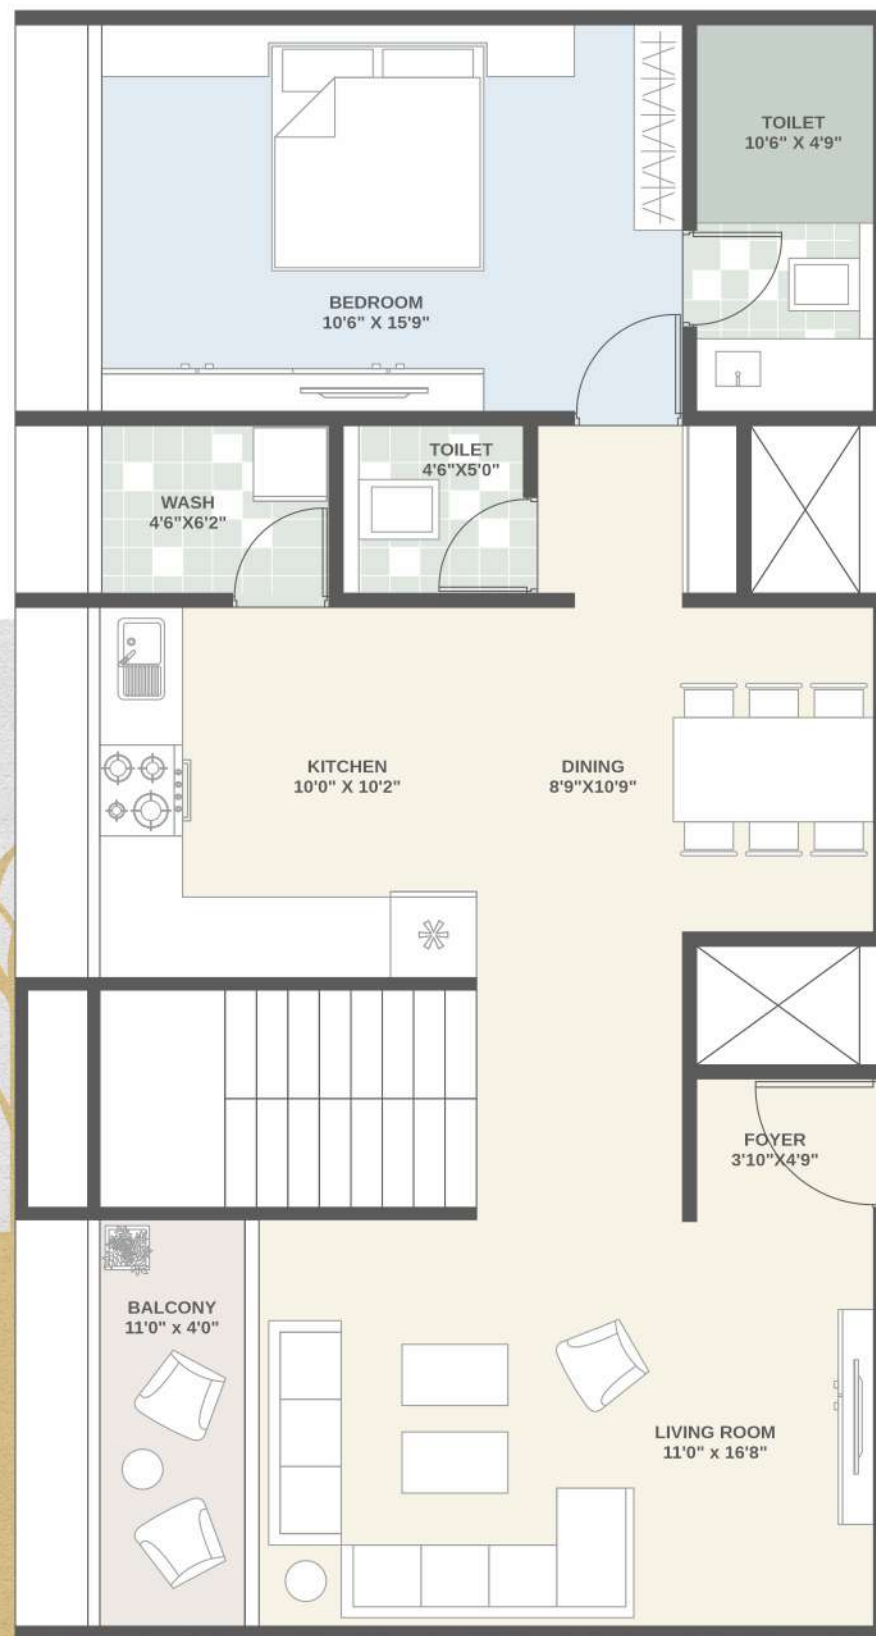 TOILET
10'6" X 4'9"
BEDROOM
10'6" X 15'9"
TOILET
4'6"X5'0"
WASH
4'6"X6'2"
KITCHEN
10'0" X 10'2"
DINING
8'9"X10'9"
FOYER
3'10"X4'9"
BALCONY
11'0" x 4'0"
LIVING ROOM
11'0" x 16'8"